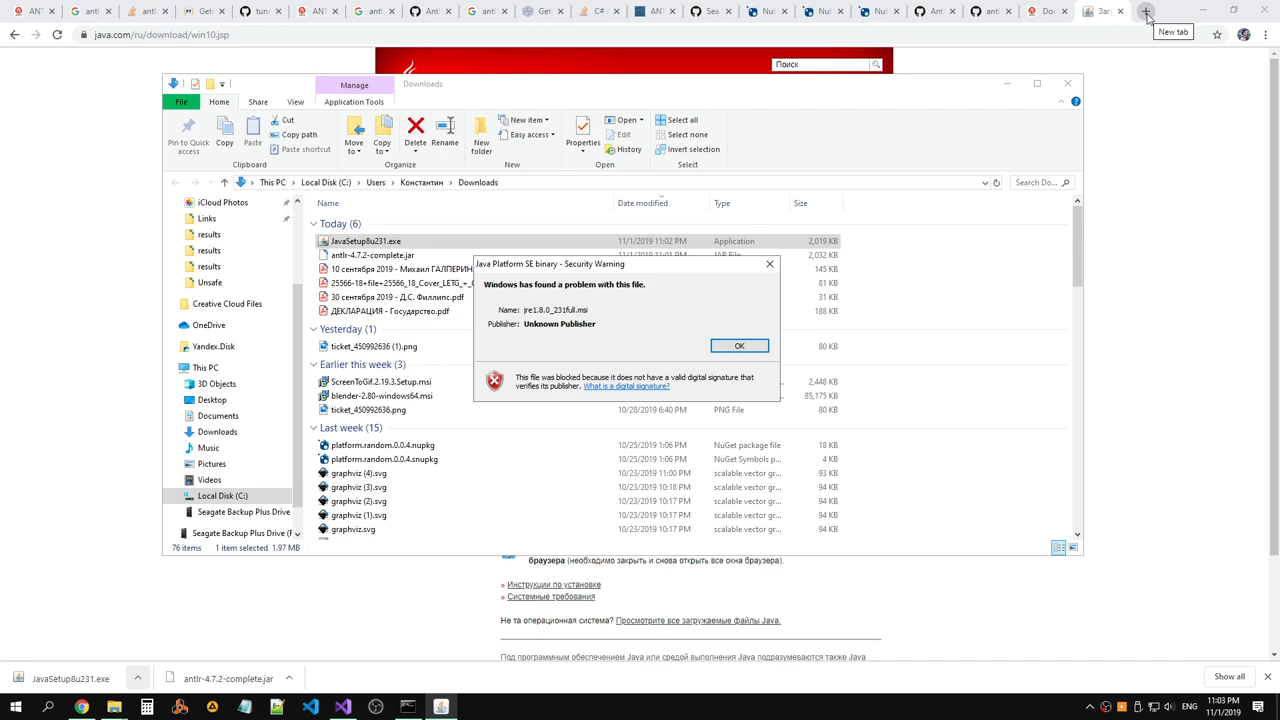 ANT
ANT
Dow
java.com/ru/download/win10.jsp
New tab
Поиск
Manage
Downloads
File
Home
Share
View
Application Tools
Pin to Quick
access
Copy
Paste
Cut
Copy path
Paste shortcut
Clipboard
Move
to
Copy
to
Delete
Rename
Organize
New
folder
New item
Easy access
New
Properties
Open
Edit
History
Open
Select all
Select none
Invert selection
Select
This PC
Local Disk (C:)
Users
Константин
Downloads
Search Do...
iCloud Photos
Links
results
results
results
Unsafe
Creative Cloud Files
OneDrive
Yandex.Disk
This PC
3D Objects
Desktop
Documents
Downloads
Music
Pictures
Videos
Local Disk (C:)
Seagate Backup Plus Drive
Seagate Backup Plus Drive (F
Name Date modified Type Size
Today (6)
JavaSetup8u231.exe 11/1/2019 11:02 PM Application 2,019 KB
antlr-4.7.2-complete.jar 11/1/2019 11:01 PM JAR File 2,032 KB
10 сентября 2019 - Михаил ГАЛПЕРИН 145 KB
25566-18+file+25566_18_Cover_LETG_+_ 81 KB
30 сентября 2019 - Д.С. Филлипс.pdf 31 KB
ДЕКЛАРАЦИЯ - Государство.pdf 188 KB
Yesterday (1)
ticket_450992636 (1).png 80 KB
Earlier this week (3)
ScreenToGif.2.19.3.Setup.msi 2,448 KB
blender-2.80-windows64.msi 85,175 KB
ticket_450992636.png 10/28/2019 6:40 PM PNG File 80 KB
Last week (15)
platform.random.0.0.4.nupkg 10/25/2019 1:06 PM NuGet package file 18 KB
platform.random.0.0.4.snupkg 10/25/2019 1:06 PM NuGet Symbols p... 4 KB
graphviz (4).svg 10/23/2019 11:00 PM scalable vector gr... 93 KB
graphviz (3).svg 10/23/2019 10:18 PM scalable vector gr... 94 KB
graphviz (2).svg 10/23/2019 10:17 PM scalable vector gr... 94 KB
graphviz (1).svg 10/23/2019 10:17 PM scalable vector gr... 94 KB
graphviz.svg 10/23/2019 10:17 PM scalable vector gr... 94 KB
76 items 1 item selected 1.97 MB
Java Platform SE binary - Security Warning
Windows has found a problem with this file.
Name: jre1.8.0_231full.msi
Publisher: Unknown Publisher
OK
This file was blocked because it does not have a valid digital signature that
verifies its publisher. What is a digital signature?
браузера (необходимо закрыть и снова открыть все окна браузера).
» Инструкции по установке
» Системные требования
Не та операционная система? Просмотрите все загружаемые файлы Java.
Под программным обеспечением Java или средой выполнения Java подразумеваются также Java
JavaSetup8u231.exe
antlr-4.7.2-complete.jar
Show all
ENG
11:03 PM
11/1/2019